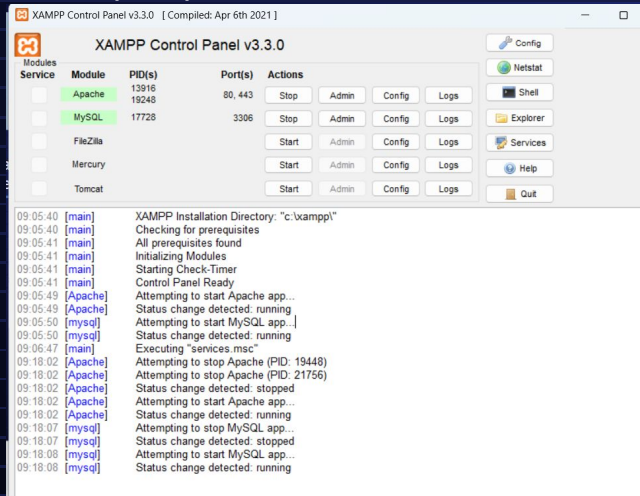 XAMPP Control Panel v3.3.0 [ Compiled: Apr 6th 2021 ]
XAMPP Control Panel v3.3.0
Config
Modules
Service Module PID(s) Port(s) Actions
Netstat
Apache 13916 19248 80, 443 Stop Admin Config Logs
Shell
MySQL 17728 3306 Stop Admin Config Logs
Explorer
FileZilla Start Admin Config Logs
Services
Mercury Start Admin Config Logs
Help
Tomcat Start Admin Config Logs
Quit
09:05:40 [main] XAMPP Installation Directory: "c:\xampp\"
09:05:40 [main] Checking for prerequisites
09:05:41 [main] All prerequisites found
09:05:41 [main] Initializing Modules
09:05:41 [main] Starting Check-Timer
09:05:41 [main] Control Panel Ready
09:05:49 [Apache] Attempting to start Apache app...
09:05:49 [Apache] Status change detected: running
09:05:50 [mysql] Attempting to start MySQL app...
09:05:50 [mysql] Status change detected: running
09:06:47 [main] Executing "services.msc"
09:18:02 [Apache] Attempting to stop Apache (PID: 19448)
09:18:02 [Apache] Attempting to stop Apache (PID: 21756)
09:18:02 [Apache] Status change detected: stopped
09:18:02 [Apache] Attempting to start Apache app...
09:18:02 [Apache] Status change detected: running
09:18:07 [mysql] Attempting to stop MySQL app...
09:18:07 [mysql] Status change detected: stopped
09:18:08 [mysql] Attempting to start MySQL app...
09:18:08 [mysql] Status change detected: running